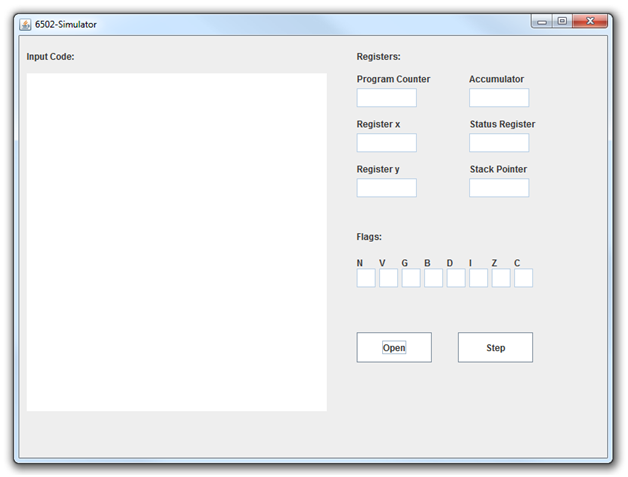 6502-Simulator
Input Code:
Registers:
Program Counter Accumulator
Register x Status Register
Register y Stack Pointer
Flags:
N V G B D I Z C
Open Step